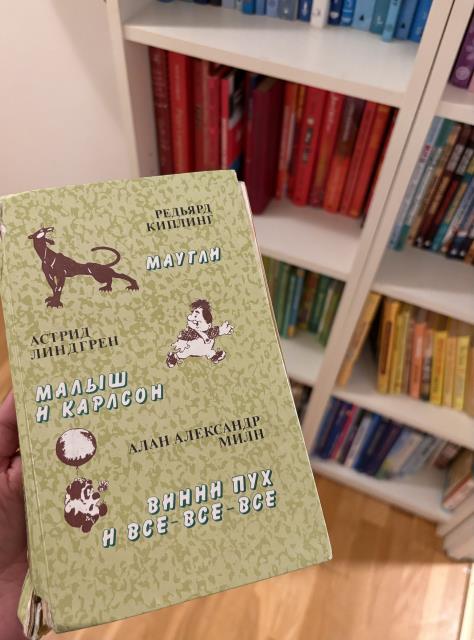 РЕДЬЯРД
КИПЛИНГ
МАУГЛИ
АСТРИД
ЛИНДГРЕН
МАЛЫШ
И КАРЛСОН
АЛАН АЛЕКСАНДР
МИЛН
ВИННИ ПУХ
И ВСЕ-ВСЕ-ВСЕ